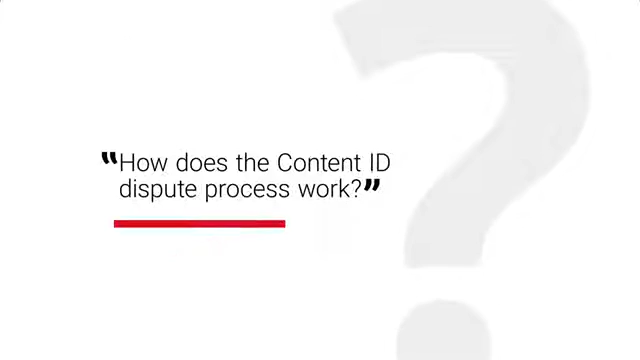 "How does the Content ID
dispute process work?"